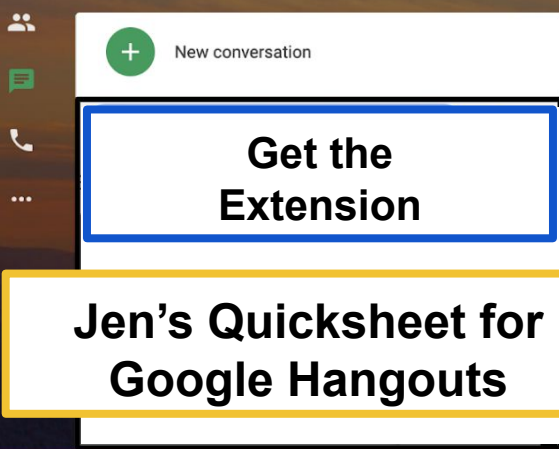 New conversation
Get the
Extension
Jen's Quicksheet for
Google Hangouts